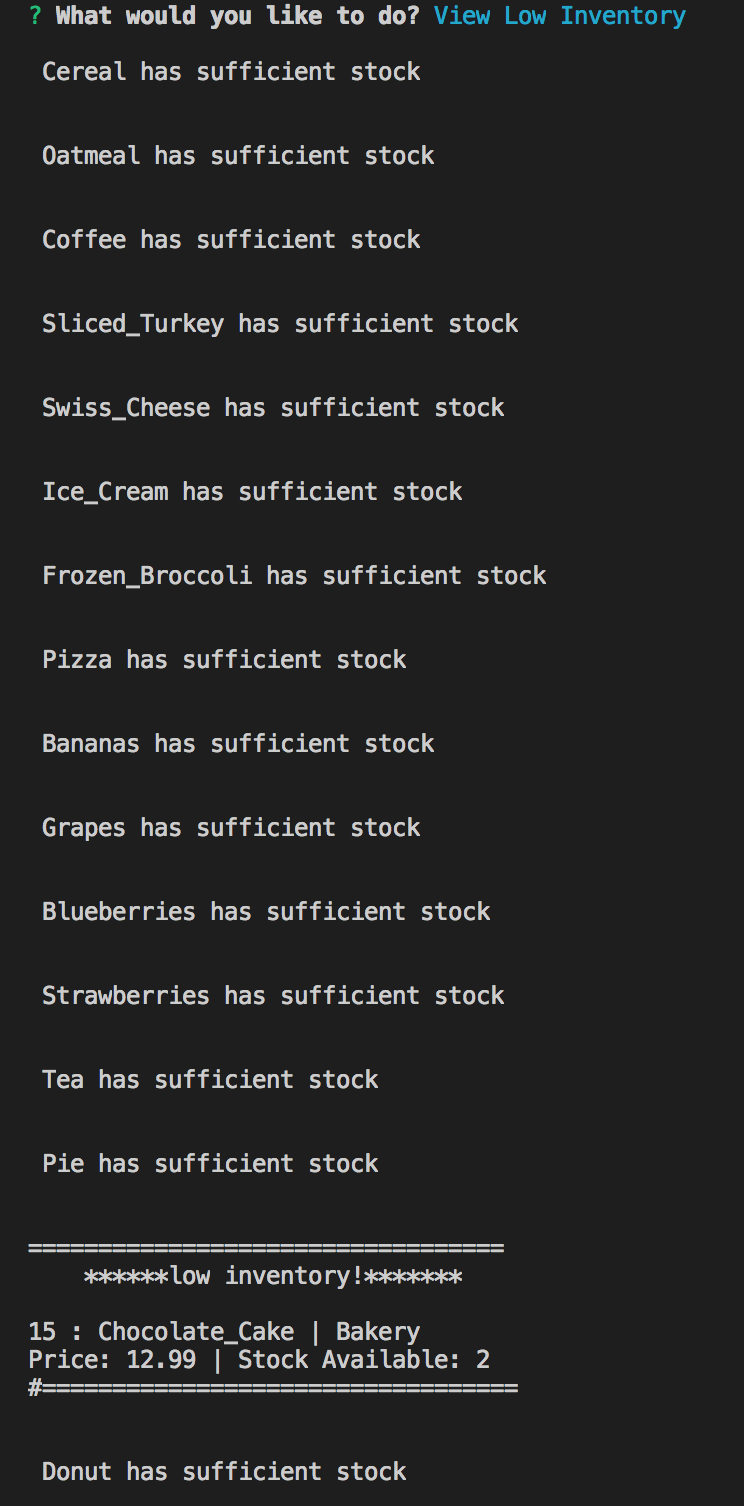 ? What would you like to do? View Low Inventory
Cereal has sufficient stock
Oatmeal has sufficient stock
Coffee has sufficient stock
Sliced_Turkey has sufficient stock
Swiss_Cheese has sufficient stock
Ice_Cream has sufficient stock
Frozen_Broccoli has sufficient stock
Pizza has sufficient stock
Bananas has sufficient stock
Grapes has sufficient stock
Blueberries has sufficient stock
Strawberries has sufficient stock
Tea has sufficient stock
Pie has sufficient stock
==================================
******low inventory!*******
15 : Chocolate_Cake | Bakery
Price: 12.99 | Stock Available: 2
#==================================
Donut has sufficient stock